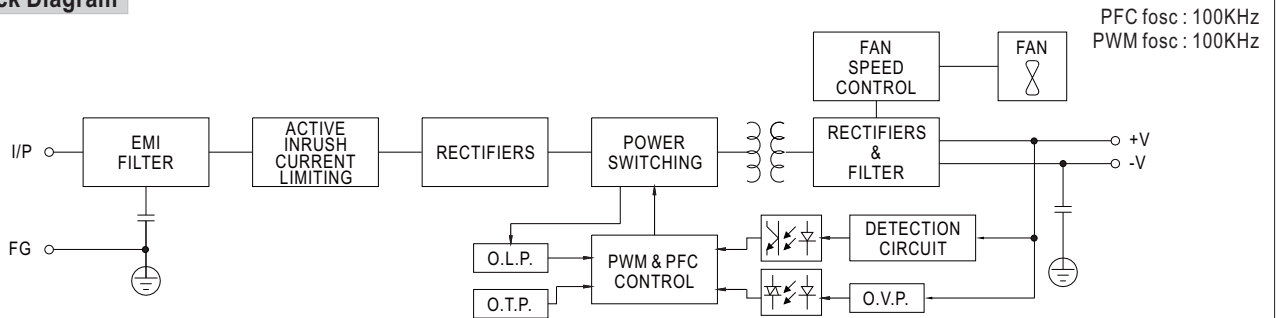 ck Diagram
PFC fosc : 100KHz
PWM fosc : 100KHz
FAN
SPEED
CONTROL
FAN
I/P
EMI
FILTER
ACTIVE
INRUSH
CURRENT
LIMITING
RECTIFIERS
POWER
SWITCHING
RECTIFIERS
&
FILTER
+V
-V
FG
O.L.P.
O.T.P.
PWM & PFC
CONTROL
DETECTION
CIRCUIT
O.V.P.